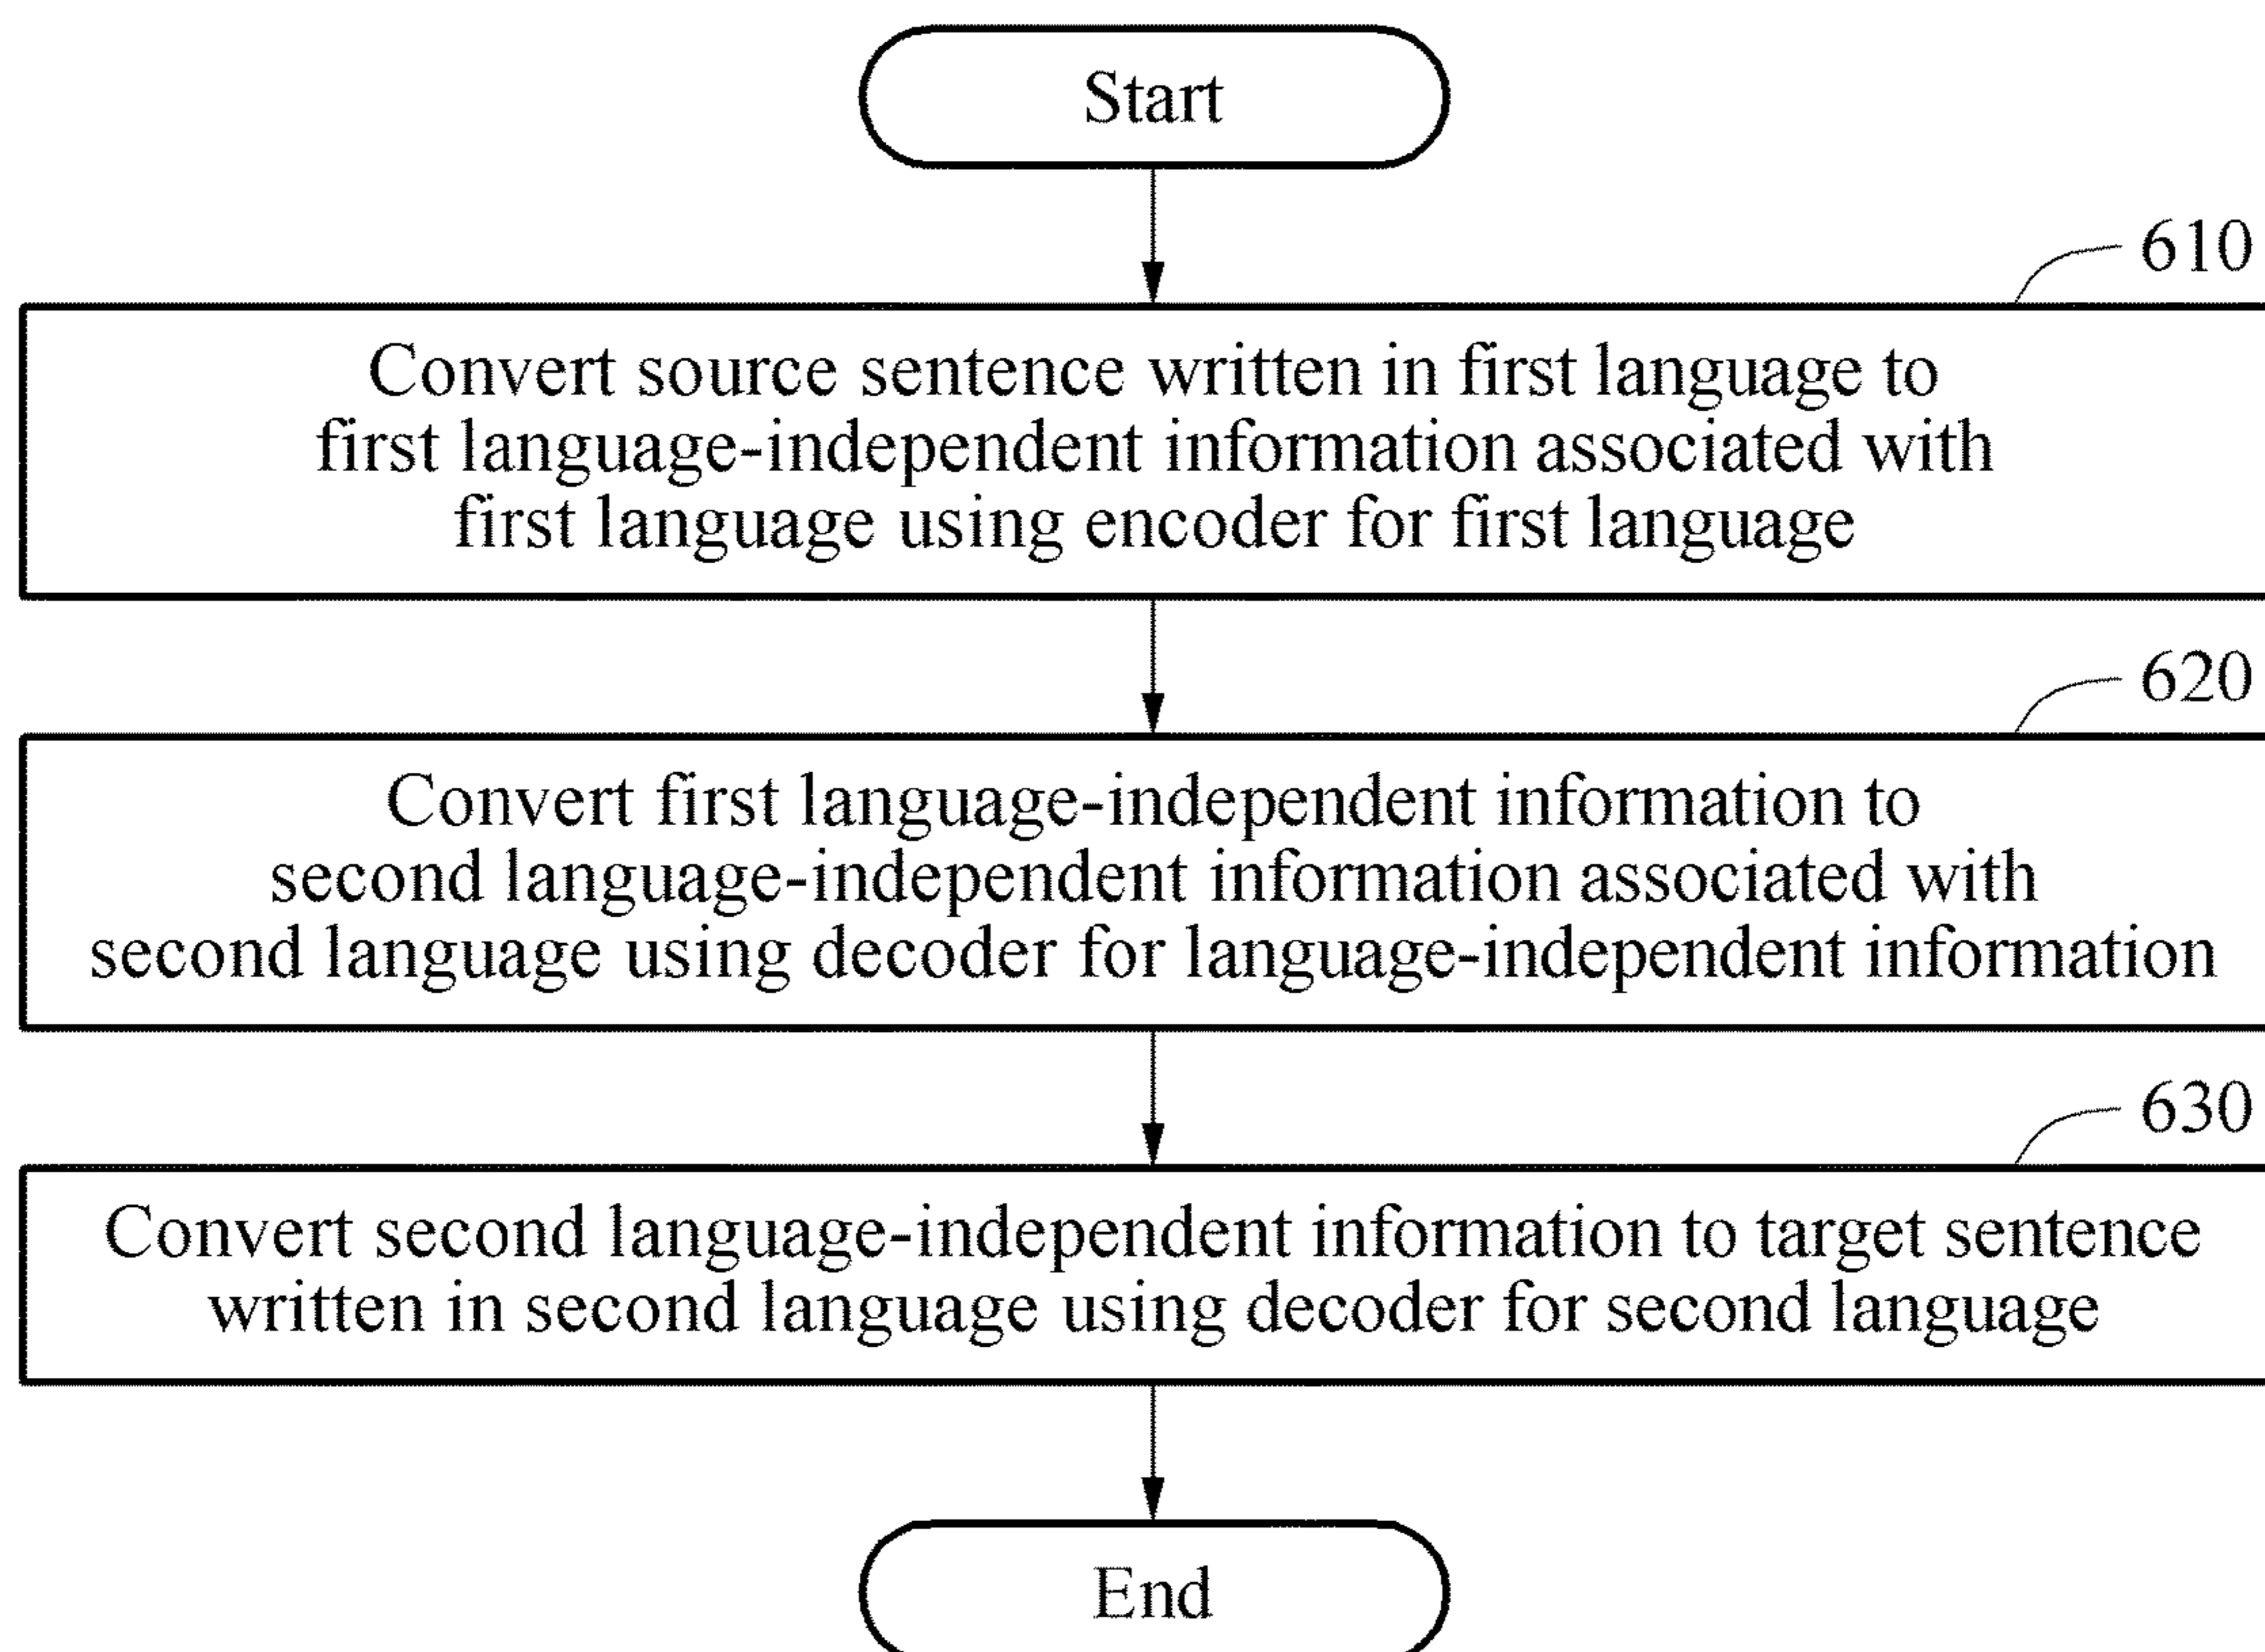 Start
610
Convert source sentence written in first language to
first language-independent information associated with
first language using encoder for first language
620
Convert first language-independent information to
second language-independent information associated with
second language using decoder for language-independent information
630
Convert second language-independent information to target sentence
written in second language using decoder for second language
End